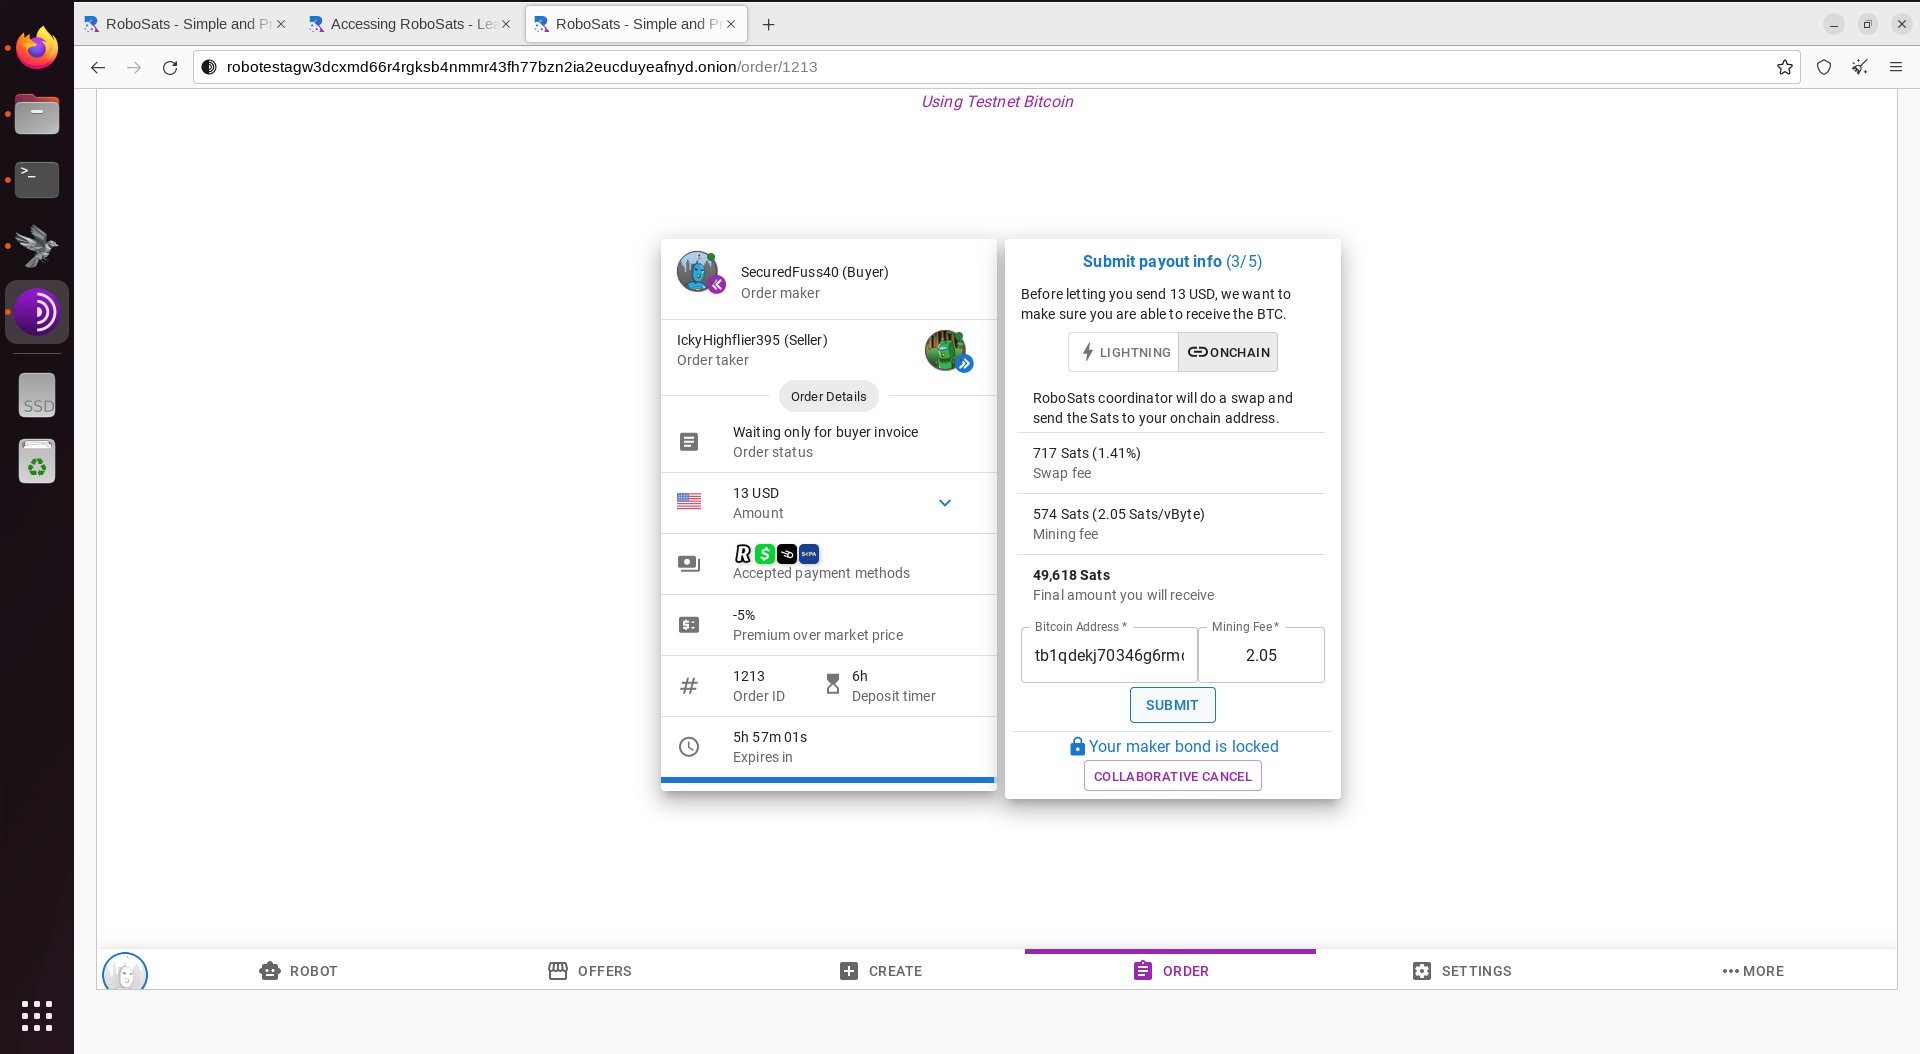 RoboSats - Simple and Pr
Accessing RoboSats - Lea
RoboSats - Simple and Pr
robotestagw3dcxmd66r4rgksb4nmmr43fh77bzn2ia2eucduyeafnyd.onion/order/1213
Using Testnet Bitcoin
SecuredFuss40 (Buyer)
Order maker
IckyHighflier395 (Seller)
Order taker
Order Details
Waiting only for buyer invoice
Order status
13 USD
Amount
Accepted payment methods
-5%
Premium over market price
1213
Order ID
6h
Deposit timer
5h 57m 01s
Expires in
Submit payout info (3/5)
Before letting you send 13 USD, we want to
make sure you are able to receive the BTC.
LIGHTNING
ONCHAIN
RoboSats coordinator will do a swap and
send the Sats to your onchain address.
717 Sats (1.41%)
Swap fee
574 Sats (2.05 Sats/vByte)
Mining fee
49,618 Sats
Final amount you will receive
Bitcoin Address *
tb1qdekj70346g6rm
Mining Fee *
2.05
SUBMIT
Your maker bond is locked
COLLABORATIVE CANCEL
ROBOT
OFFERS
CREATE
ORDER
SETTINGS
MORE
SSD